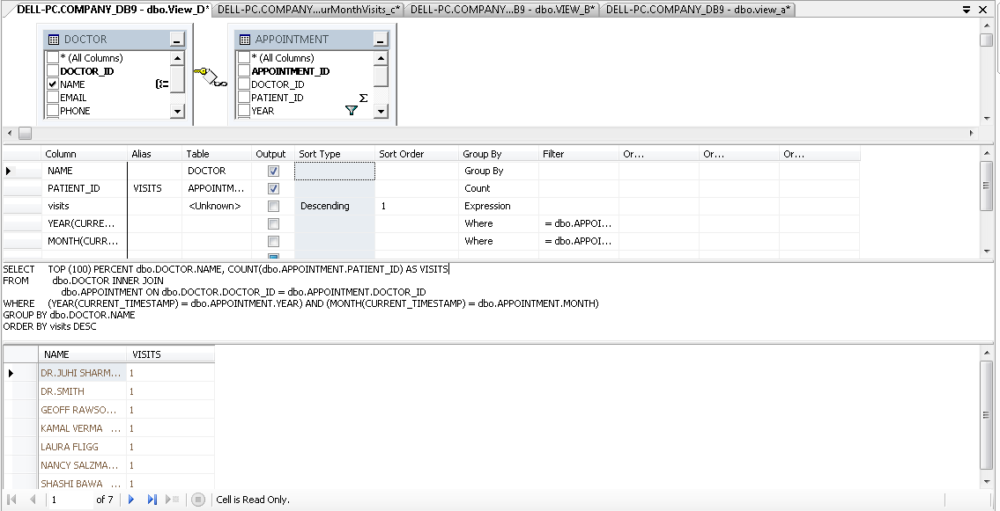 DELL-PC.COMPANY_DB9 - dbo.View_D* DELL-PC.COMPANY...urMonthVisits_c* DELL-PC.COMPANY...B9 - dbo.VIEW_B* DELL-PC.COMPANY_DB9 - dbo.view_a*
DOCTOR
* (All Columns)
DOCTOR_ID
NAME
EMAIL
PHONE
APPOINTMENT
* (All Columns)
APPOINTMENT_ID
DOCTOR_ID
PATIENT_ID Σ
YEAR
Column Alias Table Output Sort Type Sort Order Group By Filter Or... Or... Or...
NAME DOCTOR Group By
PATIENT_ID VISITS APPOINTM... Count
visits <Unknown> Descending 1 Expression
YEAR(CURRE... Where = dbo.APPOI...
MONTH(CURR... Where = dbo.APPOI...
SELECT TOP (100) PERCENT dbo.DOCTOR.NAME, COUNT(dbo.APPOINTMENT.PATIENT_ID) AS VISITS
FROM dbo.DOCTOR INNER JOIN
dbo.APPOINTMENT ON dbo.DOCTOR.DOCTOR_ID = dbo.APPOINTMENT.DOCTOR_ID
WHERE (YEAR(CURRENT_TIMESTAMP) = dbo.APPOINTMENT.YEAR) AND (MONTH(CURRENT_TIMESTAMP) = dbo.APPOINTMENT.MONTH)
GROUP BY dbo.DOCTOR.NAME
ORDER BY visits DESC
NAME VISITS
DR.JUHI SHARM... 1
DR.SMITH 1
GEOFF RAWSO... 1
KAMAL VERMA ... 1
LAURA FLIGG 1
NANCY SALZMA... 1
SHASHI BAWA ... 1
1 of 7 Cell is Read Only.